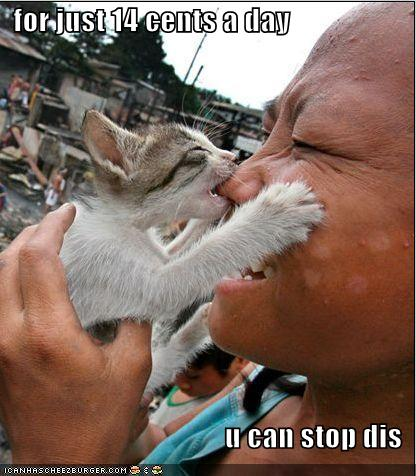 for just 14 cents a day
u can stop dis
ICANHASCHEEZBURGER.COM